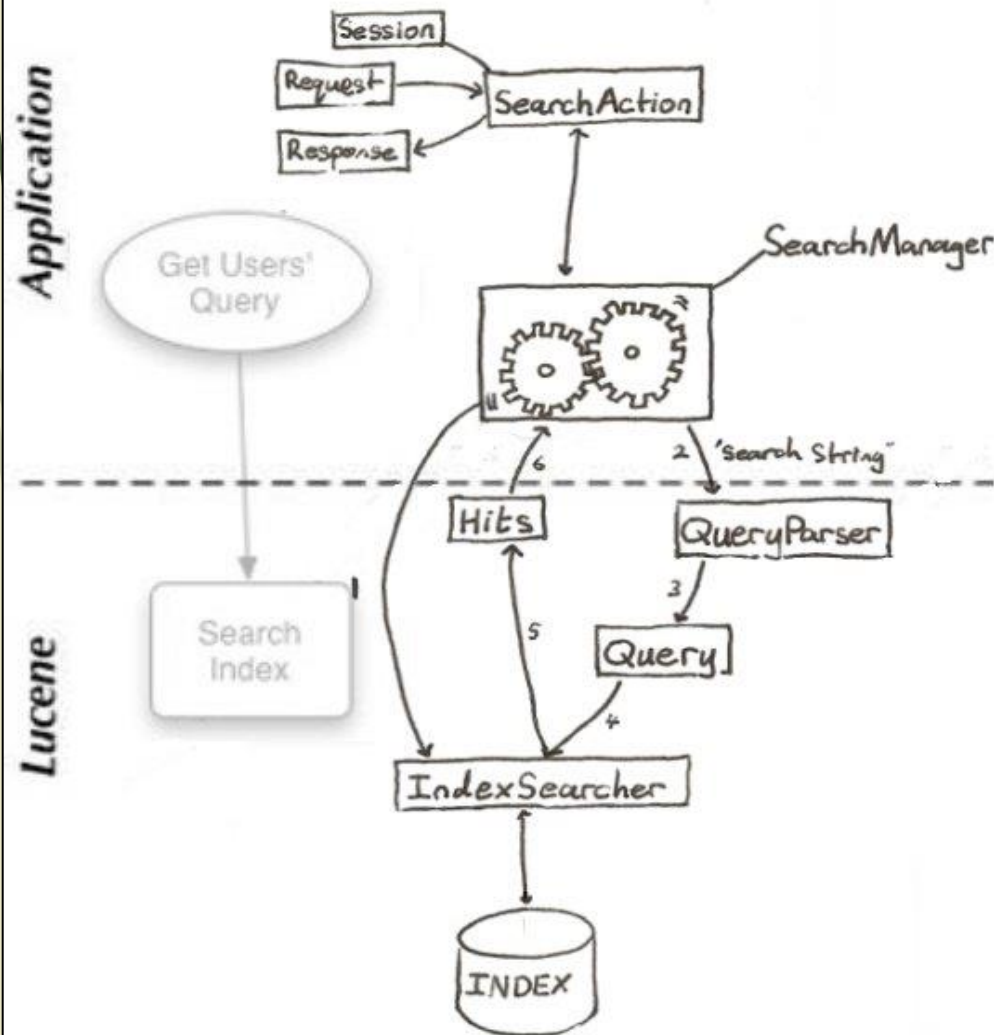 Application
Session
Request
SearchAction
Response
Get Users'
Query
SearchManager
6
2
"search String"
Hits
QueryParser
3
5
Query
1
Search
Index
4
Lucene
IndexSearcher
INDEX